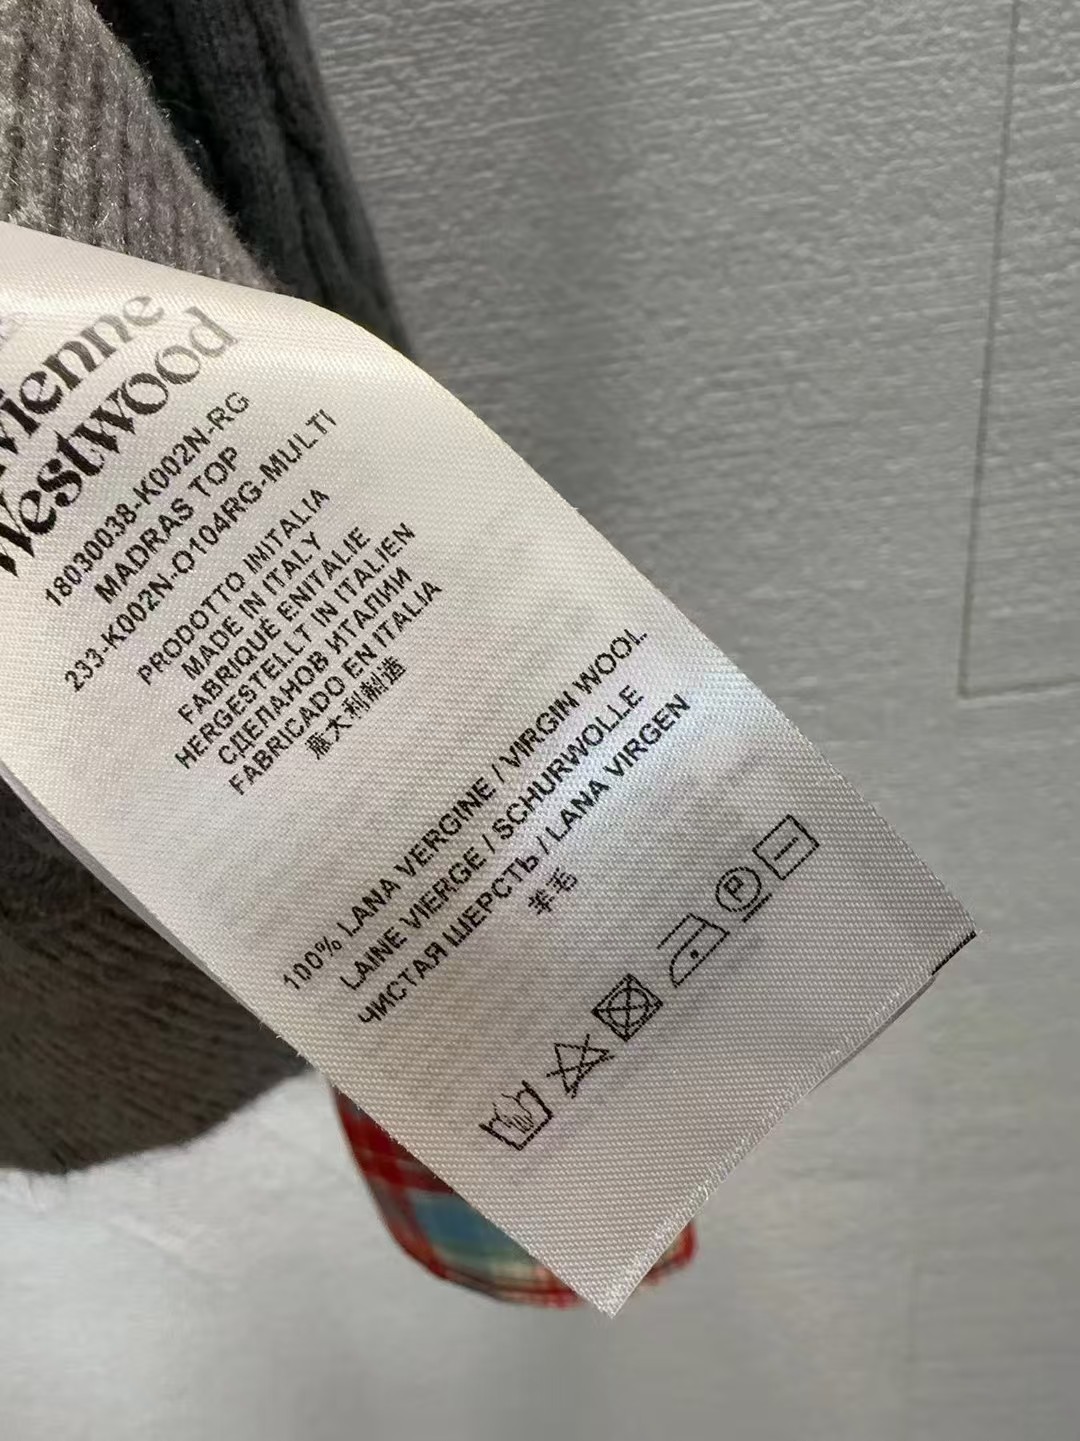 Vivienne
Westwood
18030038-K002N-RG
MADRAS TOP
233-K002N-O104RG-MULTI
PRODOTTO IMITALIA
MADE IN ITALY
FABRIQUÉ ENITALIE
HERGESTELLT IN ITALIEN
СДЕЛАНОВ ИТАЛИИ
FABRICADO EN ITALIA
意大利制造
100% LANA VERGINE / VIRGIN WOOL
LAINE VIERGE / SCHURWOLLE
ЧИСТАЯ ШЕРСТЬ / LANA VIRGEN
羊毛
P